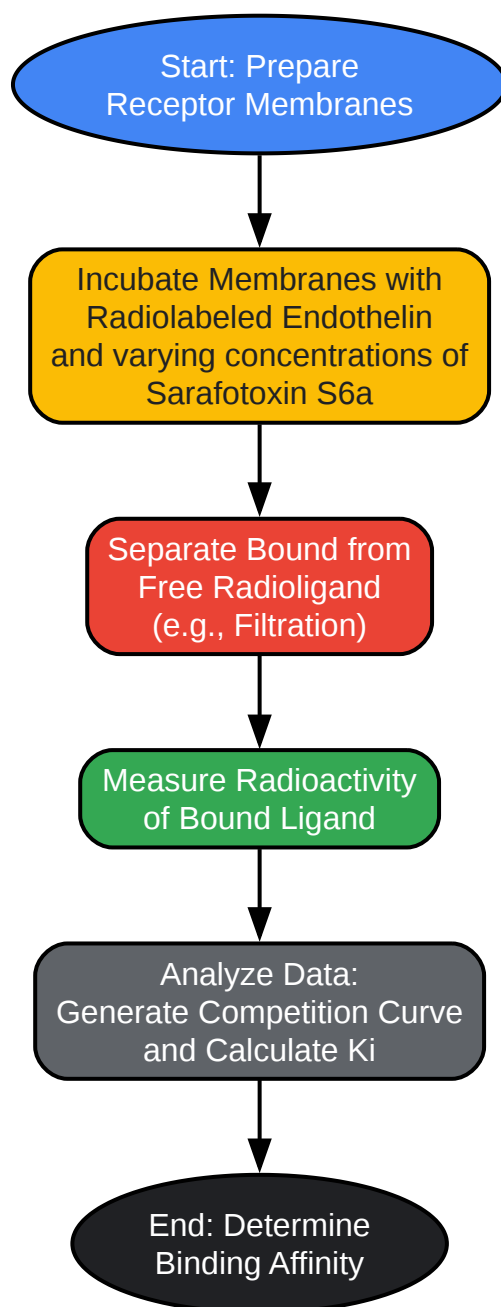 Start: Prepare
Receptor Membranes
Incubate Membranes with
Radiolabeled Endothelin
and varying concentrations of
Sarafotoxin S6a
Separate Bound from
Free Radioligand
(e.g., Filtration)
Measure Radioactivity
of Bound Ligand
Analyze Data:
Generate Competition Curve
and Calculate Ki
End: Determine
Binding Affinity